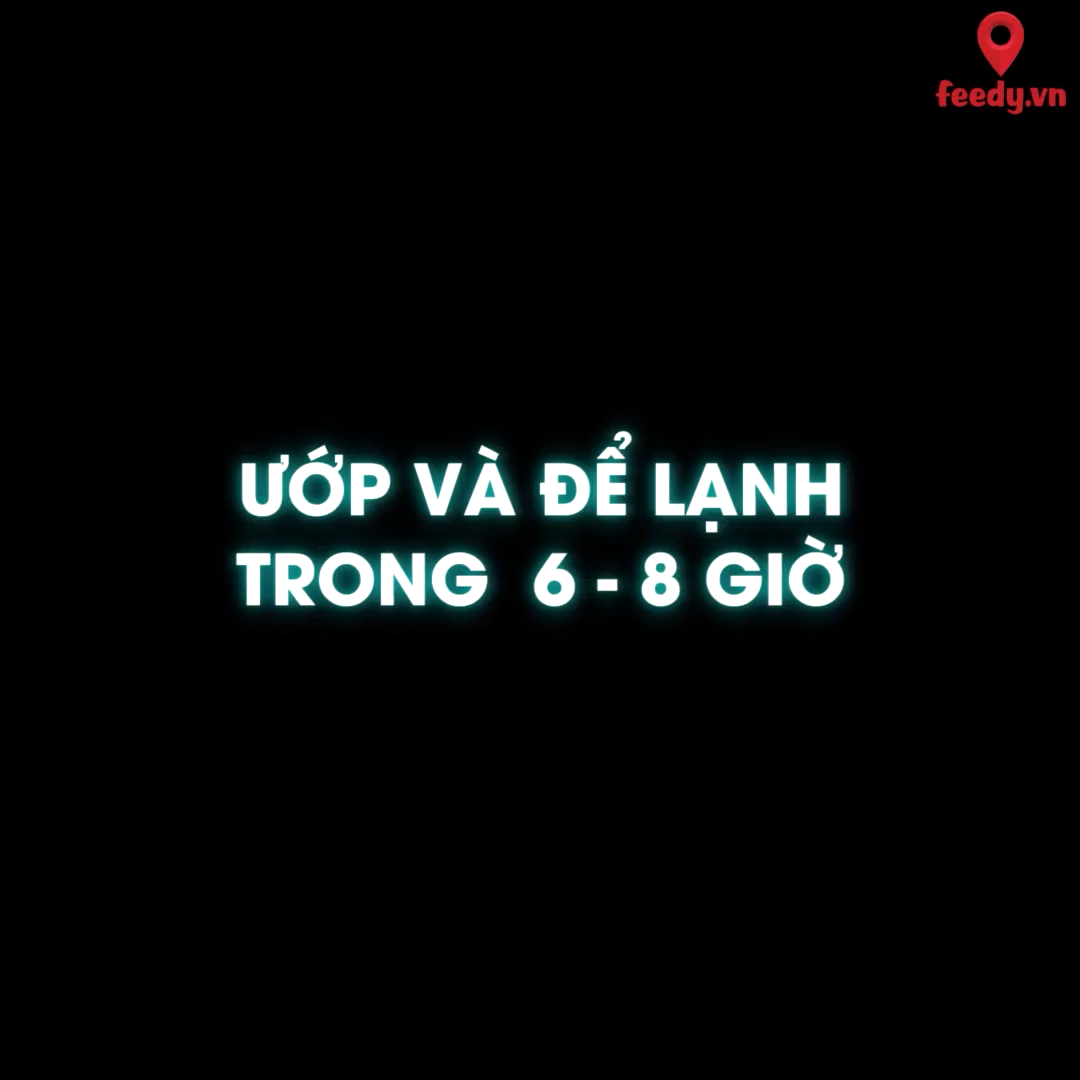 feedy.vn
ƯỚP VÀ ĐỂ LẠNH
TRONG 6 - 8 GIỜ